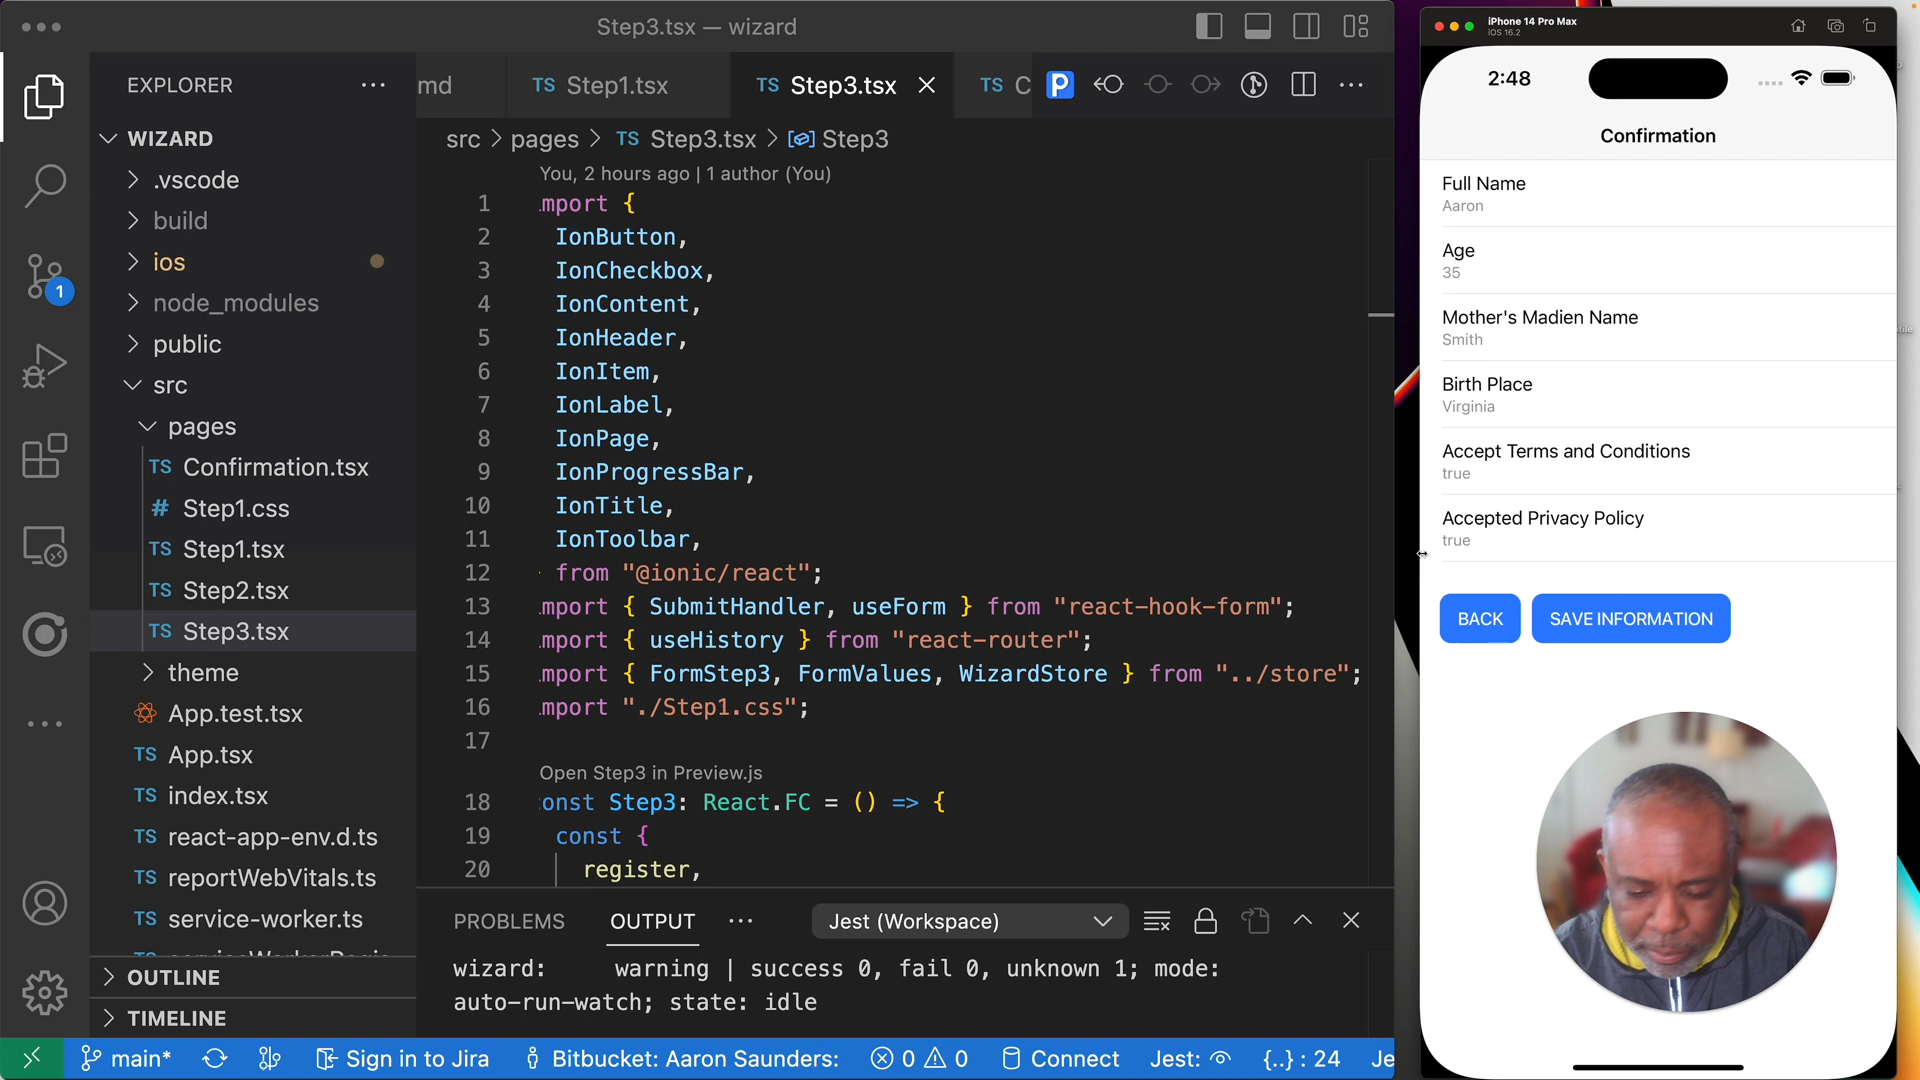 Step3.tsx — wizard
EXPLORER
WIZARD
.vscode
build
ios
node_modules
public
src
pages
TS Confirmation.tsx
# Step1.css
TS Step1.tsx
TS Step2.tsx
TS Step3.tsx
theme
App.test.tsx
TS App.tsx
TS index.tsx
TS react-app-env.d.ts
TS reportWebVitals.ts
TS service-worker.ts
OUTLINE
TIMELINE
1
md
TS Step1.tsx
TS Step3.tsx
TS C
P
src > pages > TS Step3.tsx > Step3
You, 2 hours ago | 1 author (You)
1 mport {
2 IonButton,
3 IonCheckbox,
4 IonContent,
5 IonHeader,
6 IonItem,
7 IonLabel,
8 IonPage,
9 IonProgressBar,
10 IonTitle,
11 IonToolbar,
12 from "@ionic/react";
13 mport { SubmitHandler, useForm } from "react-hook-form";
14 mport { useHistory } from "react-router";
15 mport { FormStep3, FormValues, WizardStore } from "../store";
16 mport "./Step1.css";
17
Open Step3 in Preview.js
18 onst Step3: React.FC = () => {
19 const {
20 register,
PROBLEMS
OUTPUT
Jest (Workspace)
wizard: warning | success 0, fail 0, unknown 1; mode:
auto-run-watch; state: idle
main*
Sign in to Jira
Bitbucket: Aaron Saunders:
0
0
Connect
Jest:
{..} : 24
Je
iPhone 14 Pro Max
iOS 16.2
2:48
Confirmation
Full Name
Aaron
Age
35
Mother's Madien Name
Smith
Birth Place
Virginia
Accept Terms and Conditions
true
Accepted Privacy Policy
true
BACK
SAVE INFORMATION